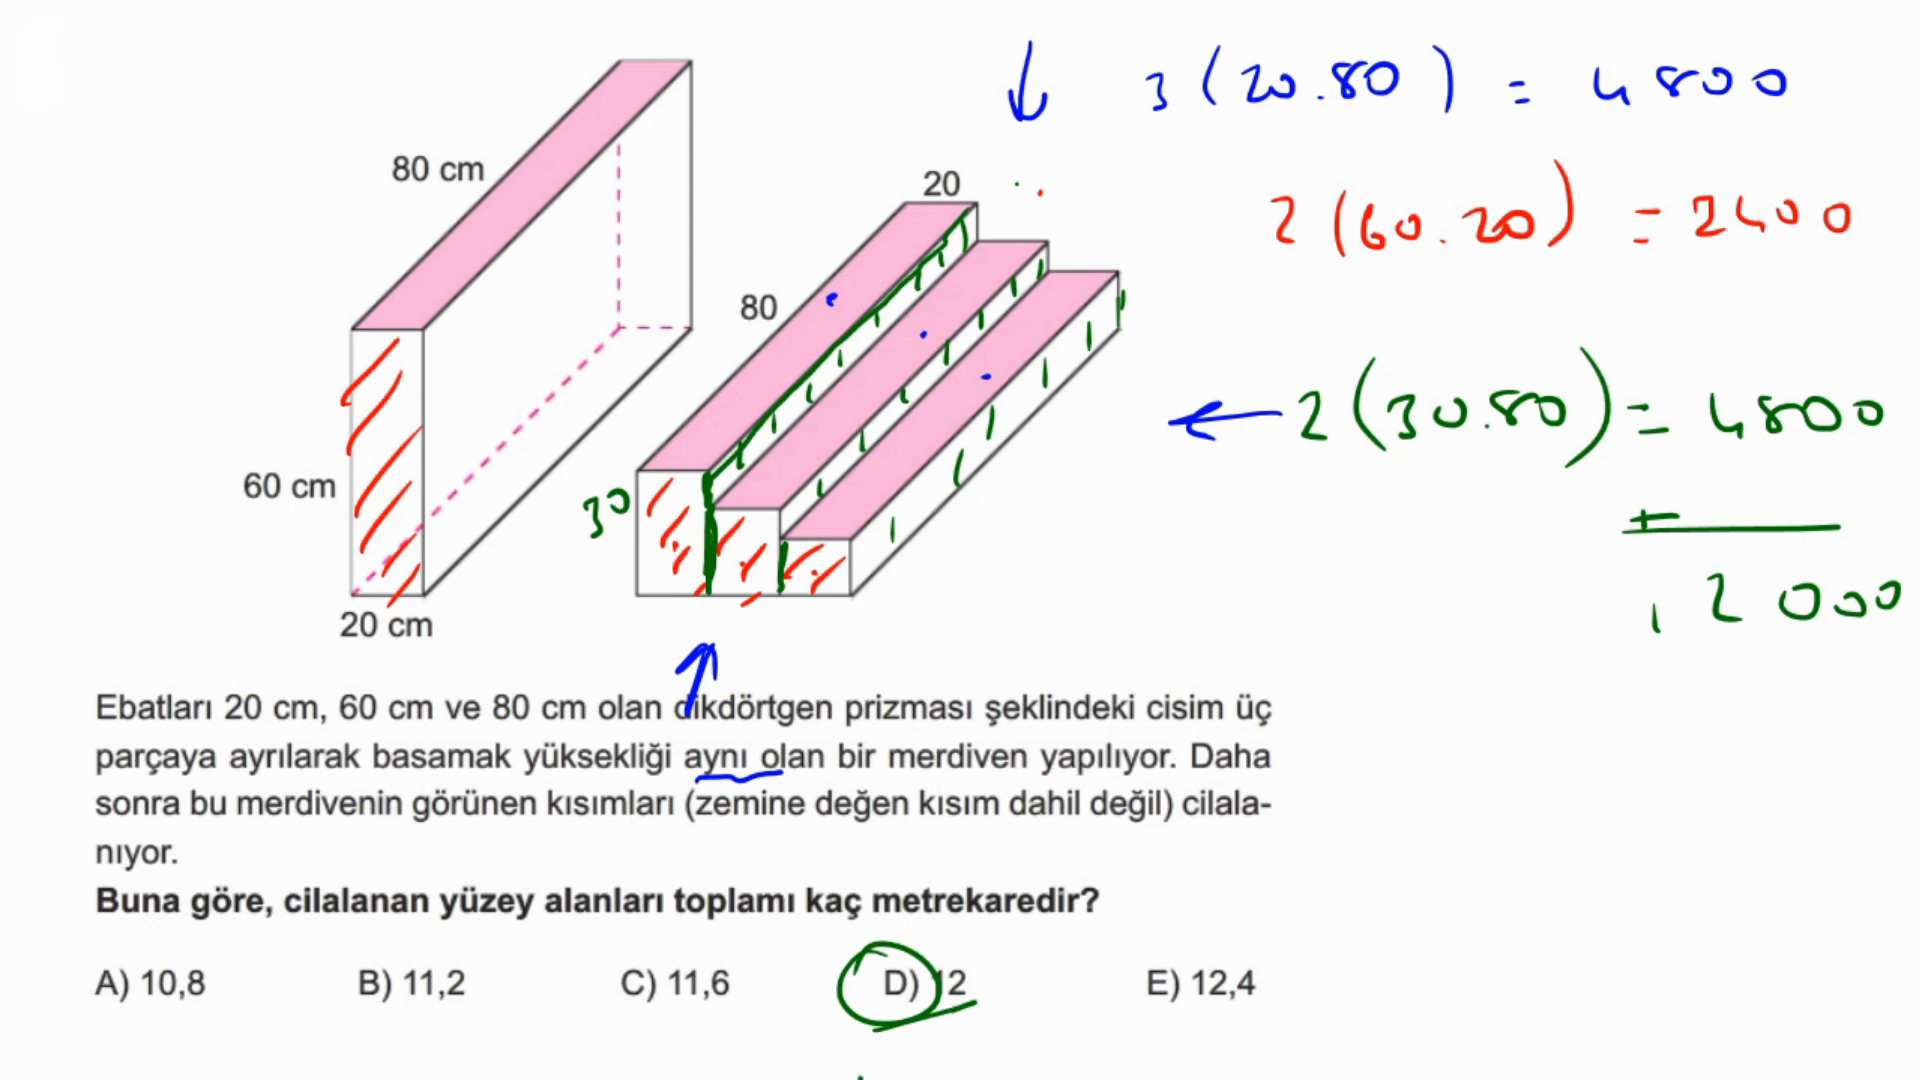 3 (20.80) = 4800
80 cm
20
2 (60.20) = 2400
80
2 (30.80) = 4800
60 cm
30
+
12000
20 cm
Ebatları 20 cm, 60 cm ve 80 cm olan dikdörtgen prizması şeklindeki cisim üç
parçaya ayrılarak basamak yüksekliği aynı olan bir merdiven yapılıyor. Daha
sonra bu merdivenin görünen kısımları (zemine değen kısım dahil değil) cilala-
nıyor.
Buna göre, cilalanan yüzey alanları toplamı kaç metrekaredir?
A) 10,8 B) 11,2 C) 11,6 D) 12 E) 12,4